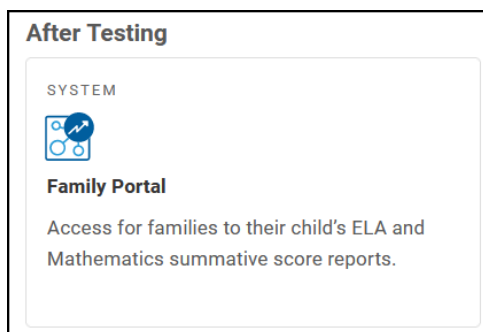 After Testing
SYSTEM
Family Portal
Access for families to their child’s ELA and
Mathematics summative score reports.